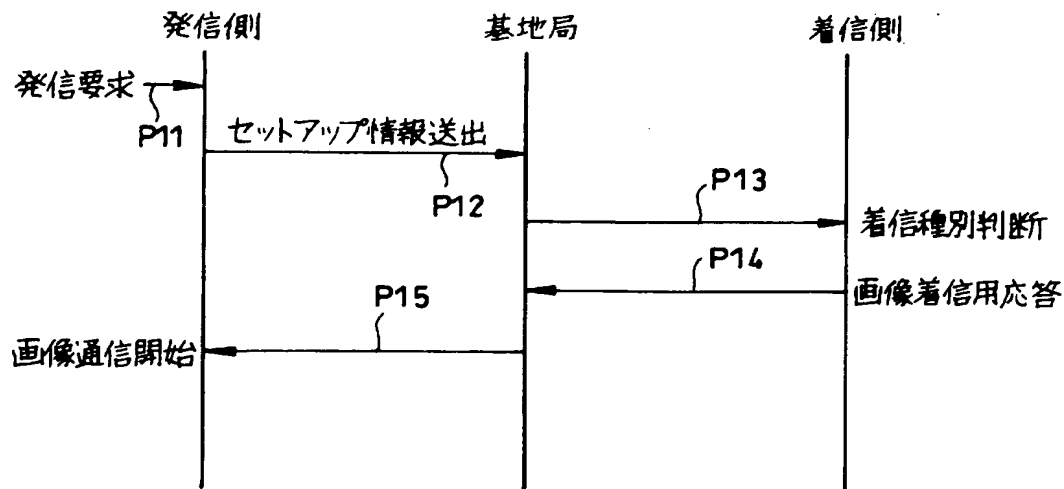 発信側 基地局 着信側
発信要求
P11
セットアップ情報送出
P12
P13
着信種別判断
P14
画像着信用応答
P15
画像通信開始